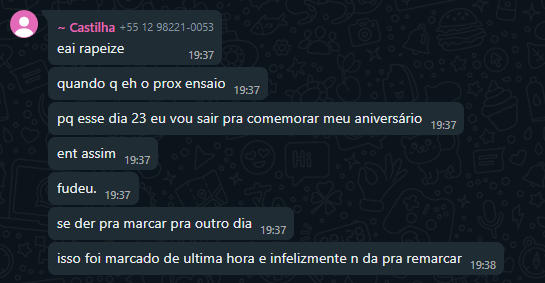 ~ Castilha +55 12 98221-0053
eai rapeize 19:37
quando q eh o prox ensaio 19:37
pq esse dia 23 eu vou sair pra comemorar meu aniversário 19:37
ent assim 19:37
fudeu. 19:37
se der pra marcar pra outro dia 19:37
isso foi marcado de ultima hora e infelizmente n da pra remarcar 19:38